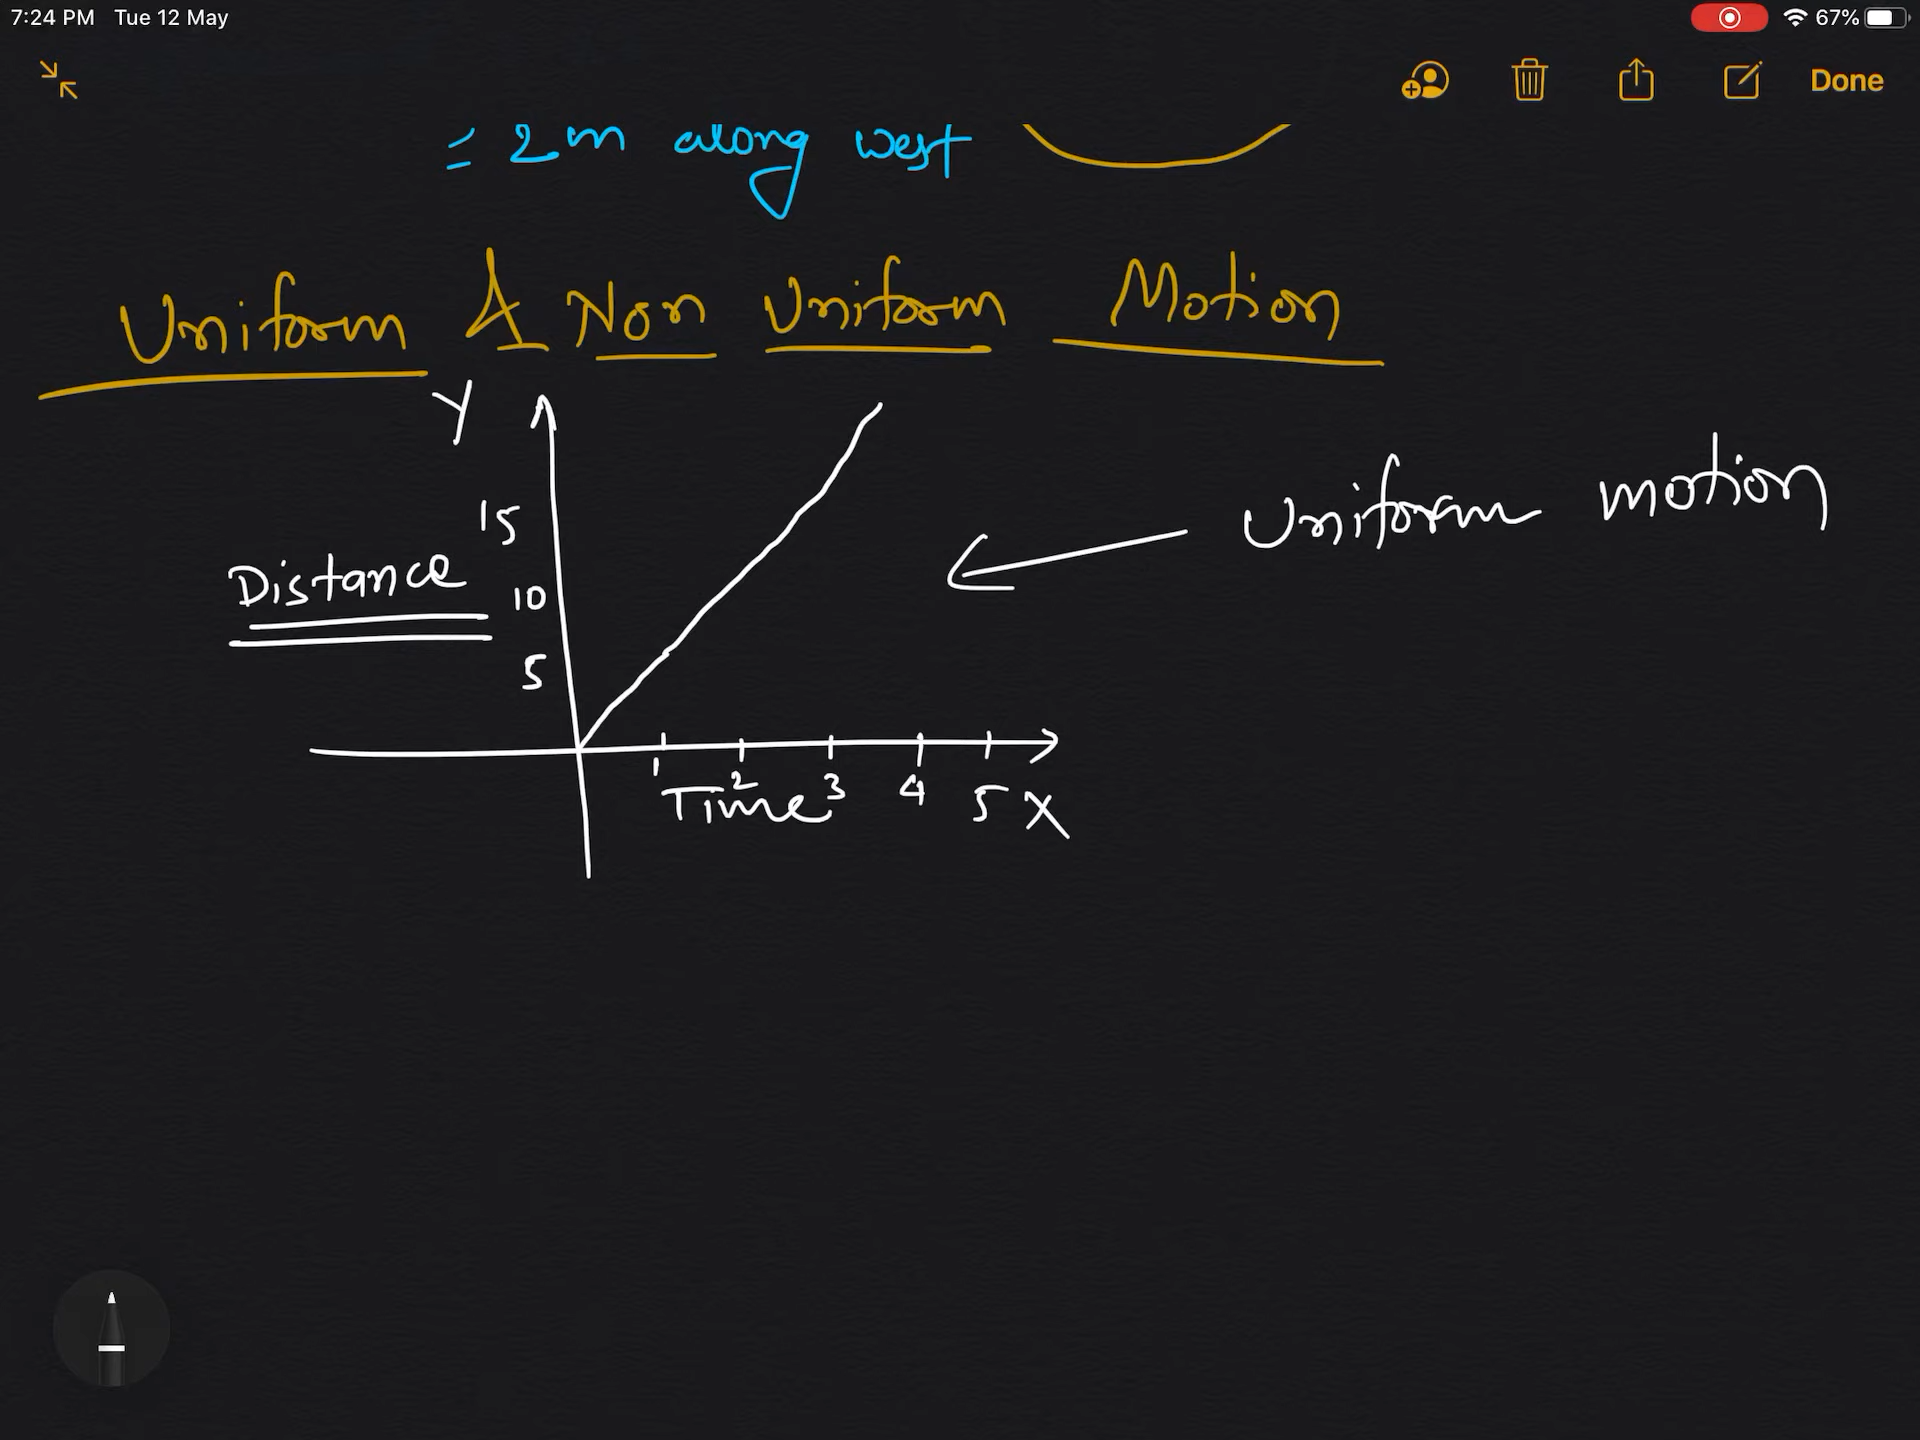 7:24 PM Tue 12 May 67%
Done
= 2m along west
Uniform & Non Uniform Motion
Y
15
Uniform motion
Distance
10
5
1 2 3 4 5 X
Time